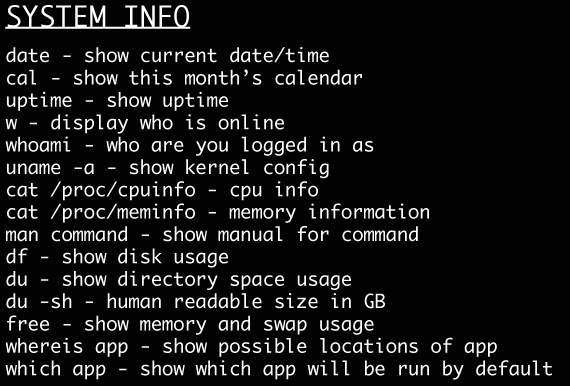 SYSTEM INFO
date - show current date/time
cal - show this month’s calendar
uptime - show uptime
w - display who is online
whoami - who are you logged in as
uname -a - show kernel config
cat /proc/cpuinfo - cpu info
cat /proc/meminfo - memory information
man command - show manual for command
df - show disk usage
du - show directory space usage
du -sh - human readable size in GB
free - show memory and swap usage
whereis app - show possible locations of app
which app - show which app will be run by default